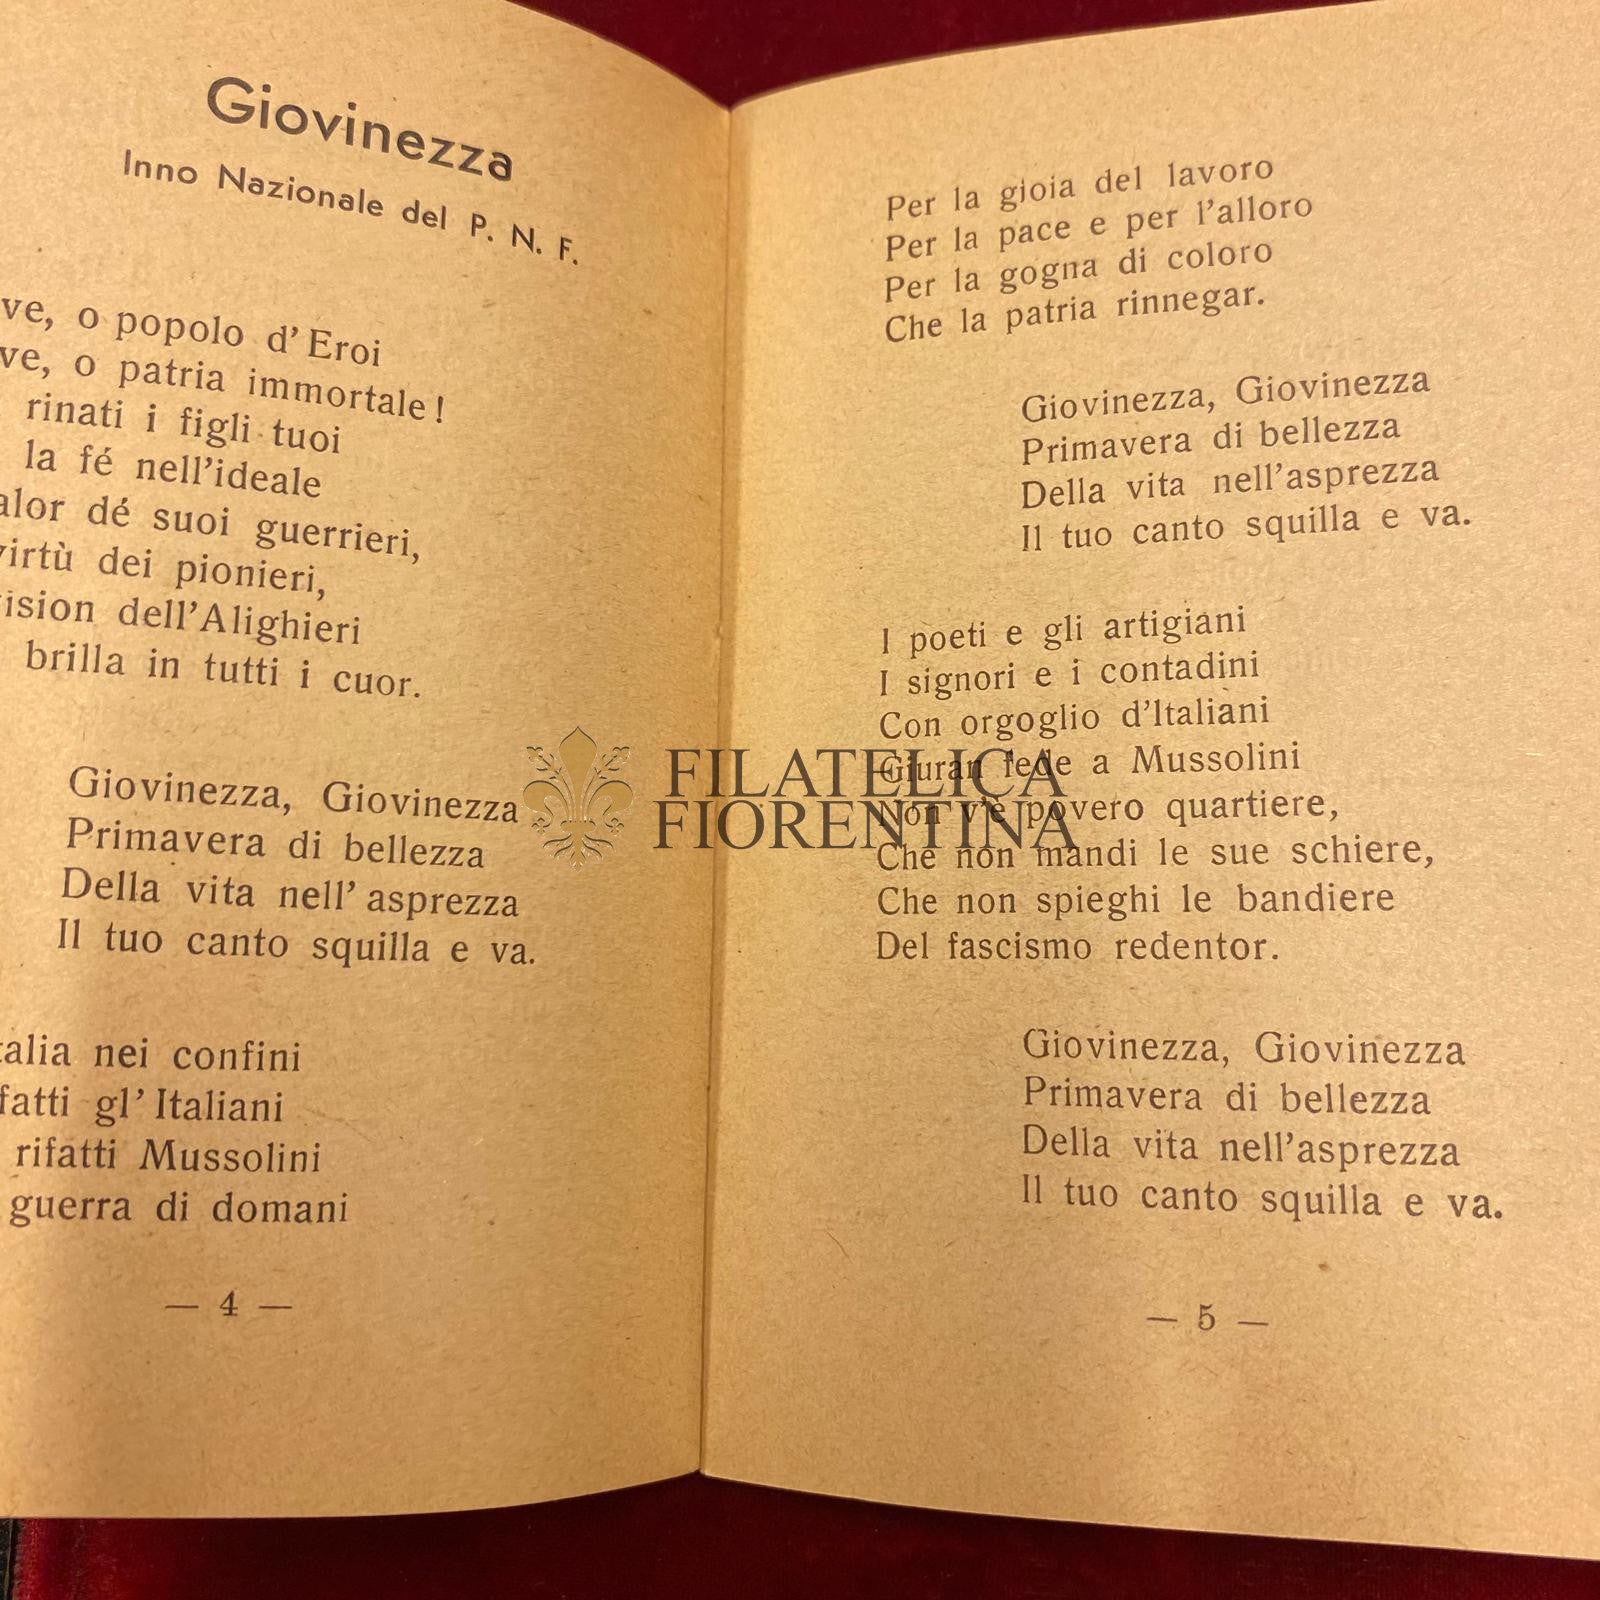 Giovinezza
Inno Nazionale del P. N. F.
ve, o popolo d' Eroi
ve, o patria immortale !
rinati i figli tuoi
la fé nell'ideale
alor dé suoi guerrieri,
virtù dei pionieri,
ision dell'Alighieri
brilla in tutti i cuor.
Giovinezza, Giovinezza
Primavera di bellezza
Della vita nell' asprezza
Il tuo canto squilla e va.
talia nei confini
fatti gl' Italiani
rifatti Mussolini
guerra di domani
— 4 —
Per la gioia del lavoro
Per la pace e per l'alloro
Per la gogna di coloro
Che la patria rinnegar.
Giovinezza, Giovinezza
Primavera di bellezza
Della vita nell'asprezza
Il tuo canto squilla e va.
I poeti e gli artigiani
I signori e i contadini
Con orgoglio d'Italiani
Giuran fede a Mussolini
Non v'è povero quartiere,
Che non mandi le sue schiere,
Che non spieghi le bandiere
Del fascismo redentor.
Giovinezza, Giovinezza
Primavera di bellezza
Della vita nell'asprezza
Il tuo canto squilla e va.
— 5 —
FILATELICA
FIORENTINA